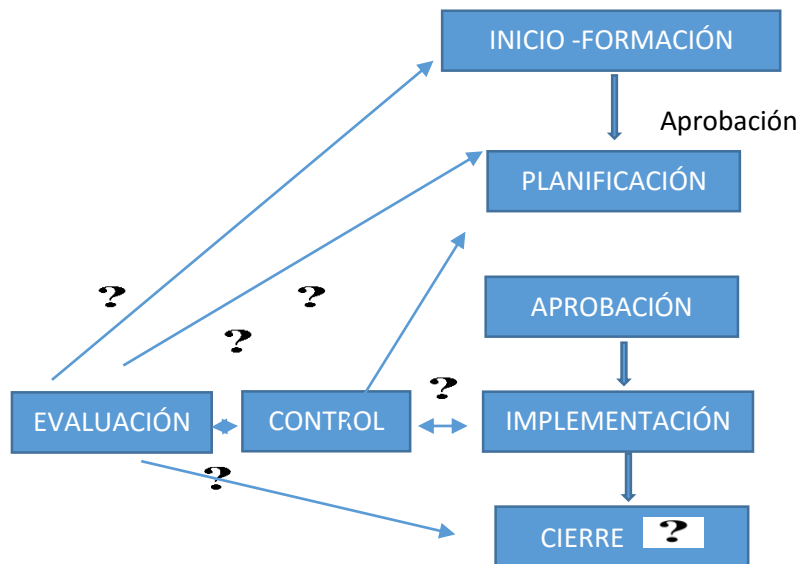 INICIO -FORMACIÓN
Aprobación
PLANIFICACIÓN
?
?
APROBACIÓN
?
?
EVALUACIÓN
CONTROL
IMPLEMENTACIÓN
?
CIERRE ?